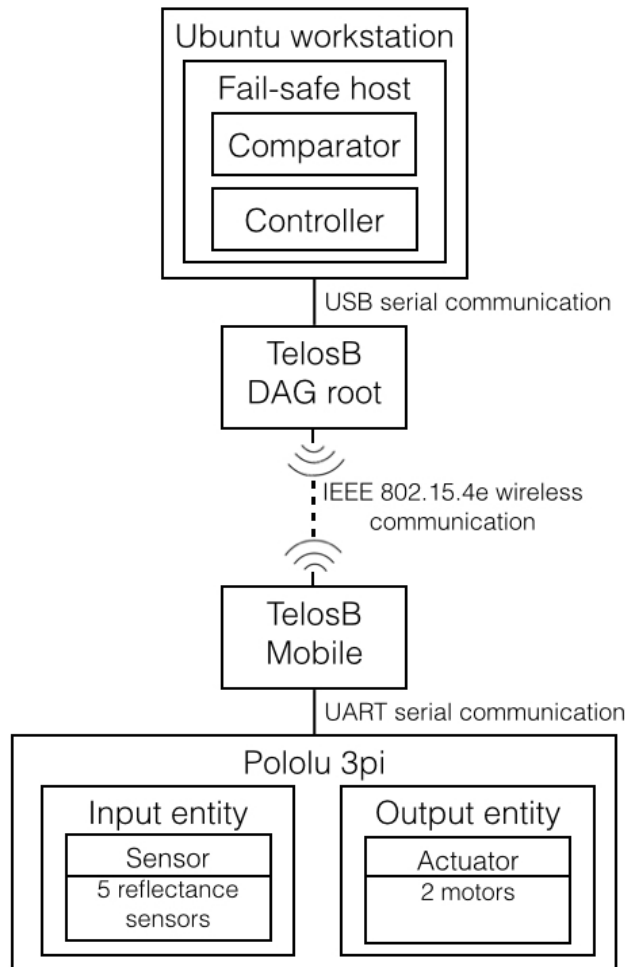 Ubuntu workstation
Fail-safe host
Comparator
Controller
USB serial communication
TelosB
DAG root
IEEE 802.15.4e wireless
communication
TelosB
Mobile
UART serial communication
Pololu 3pi
Input entity
Sensor
5 reflectance
sensors
Output entity
Actuator
2 motors